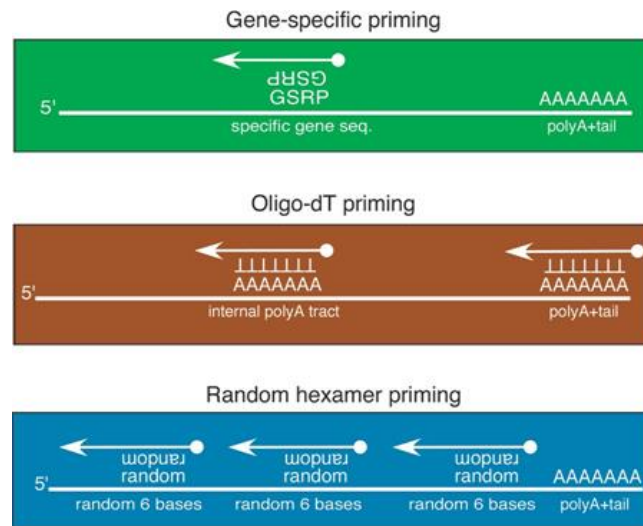 Gene-specific priming
GSRP
GSRP AAAAAAA
5'
specific gene seq. polyA+tail
Oligo-dT priming
TTTTTTT TTTTTTT
AAAAAAA AAAAAAA
5'
internal polyA tract polyA+tail
Random hexamer priming
random random random
random random random AAAAAAA
5'
random 6 bases random 6 bases random 6 bases polyA+tail